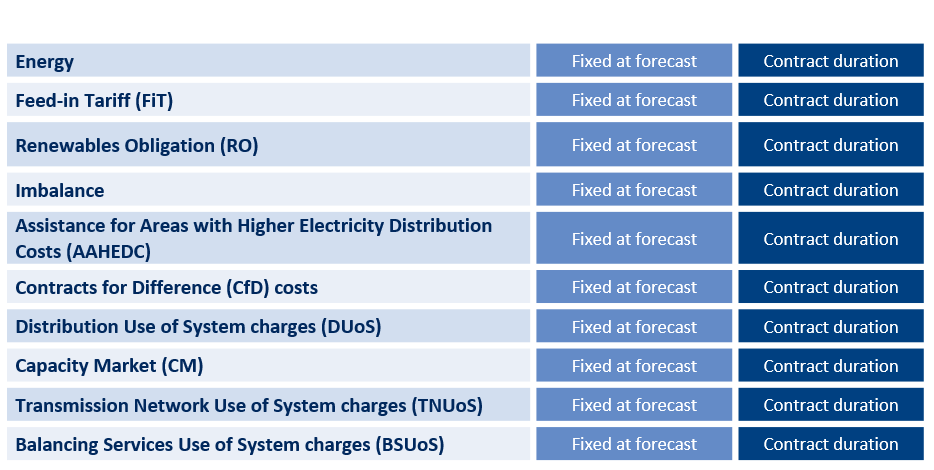 Energy Fixed at forecast Contract duration
Feed-in Tariff (FiT) Fixed at forecast Contract duration
Renewables Obligation (RO) Fixed at forecast Contract duration
Imbalance Fixed at forecast Contract duration
Assistance for Areas with Higher Electricity Distribution
Costs (AAHEDC) Fixed at forecast Contract duration
Contracts for Difference (CfD) costs Fixed at forecast Contract duration
Distribution Use of System charges (DUoS) Fixed at forecast Contract duration
Capacity Market (CM) Fixed at forecast Contract duration
Transmission Network Use of System charges (TNUoS) Fixed at forecast Contract duration
Balancing Services Use of System charges (BSUoS) Fixed at forecast Contract duration